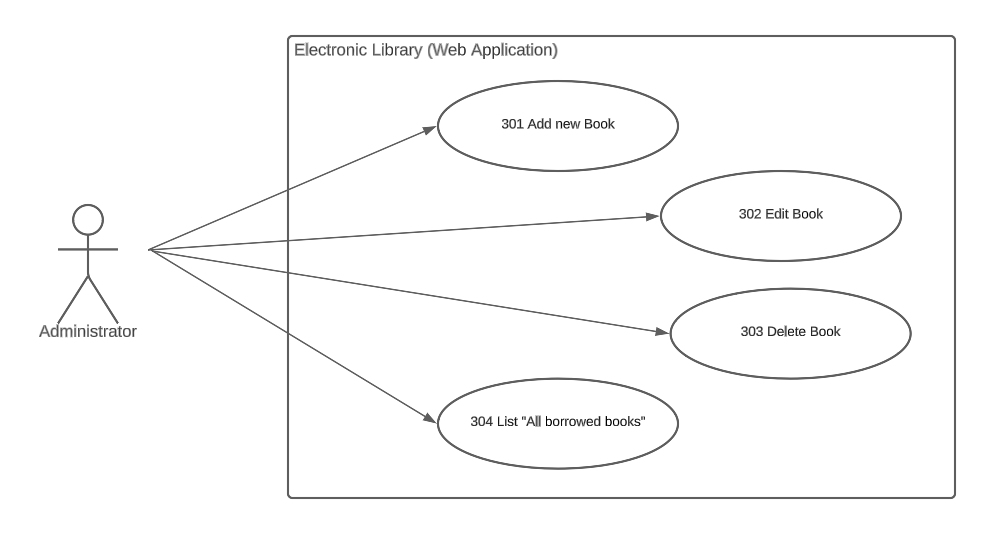 Electronic Library (Web Application)
301 Add new Book
302 Edit Book
Administrator
303 Delete Book
304 List "All borrowed books"